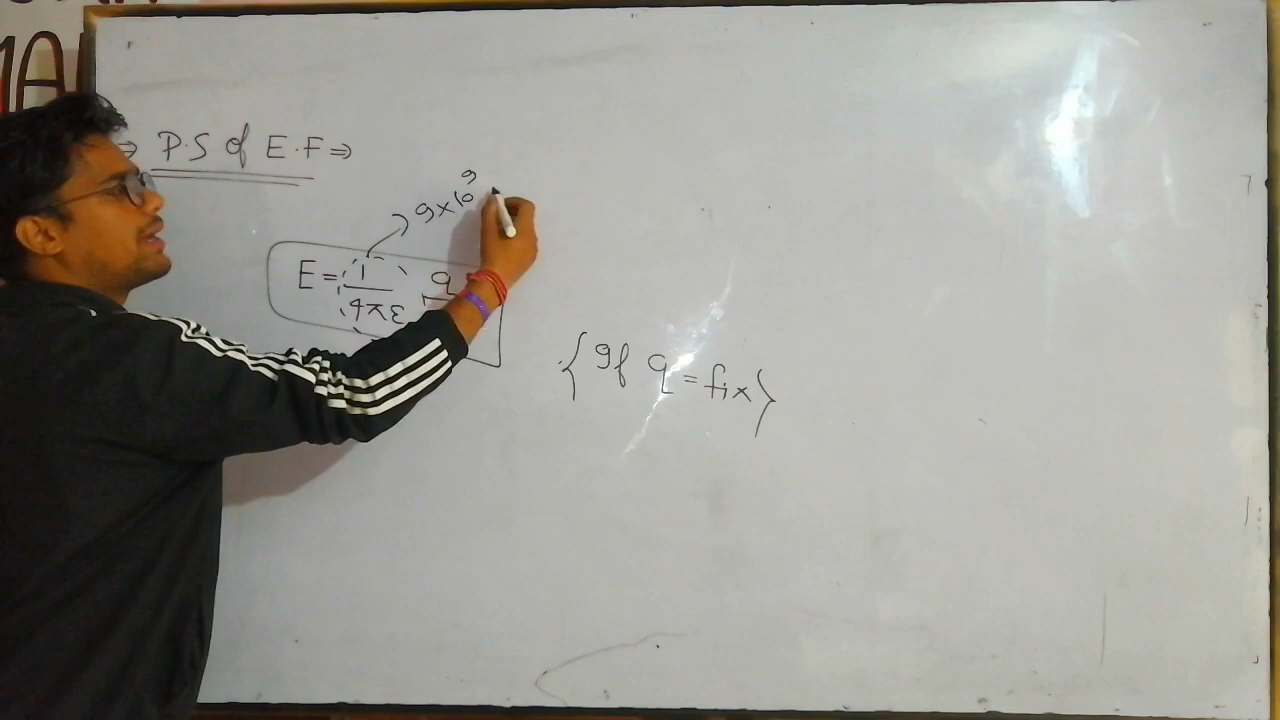 ⇒ P.S of E.F ⇒
9×10⁹
E = 1/4πε q
{If q = fix}